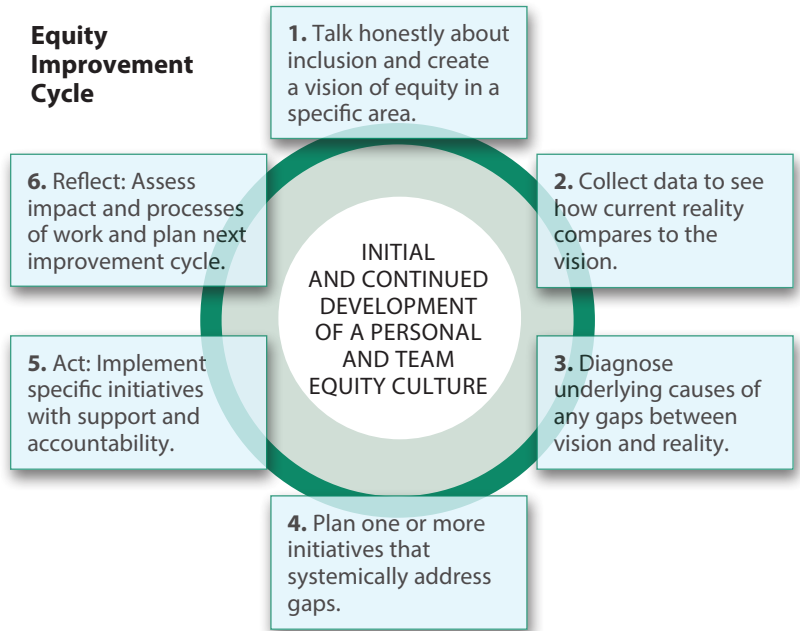 Equity
Improvement
Cycle
1. Talk honestly about
inclusion and create
a vision of equity in a
specific area.
2. Collect data to see
how current reality
compares to the
vision.
3. Diagnose
underlying causes of
any gaps between
vision and reality.
4. Plan one or more
initiatives that
systemically address
gaps.
5. Act: Implement
specific initiatives
with support and
accountability.
6. Reflect: Assess
impact and processes
of work and plan next
improvement cycle.
INITIAL
AND CONTINUED
DEVELOPMENT
OF A PERSONAL
AND TEAM
EQUITY CULTURE